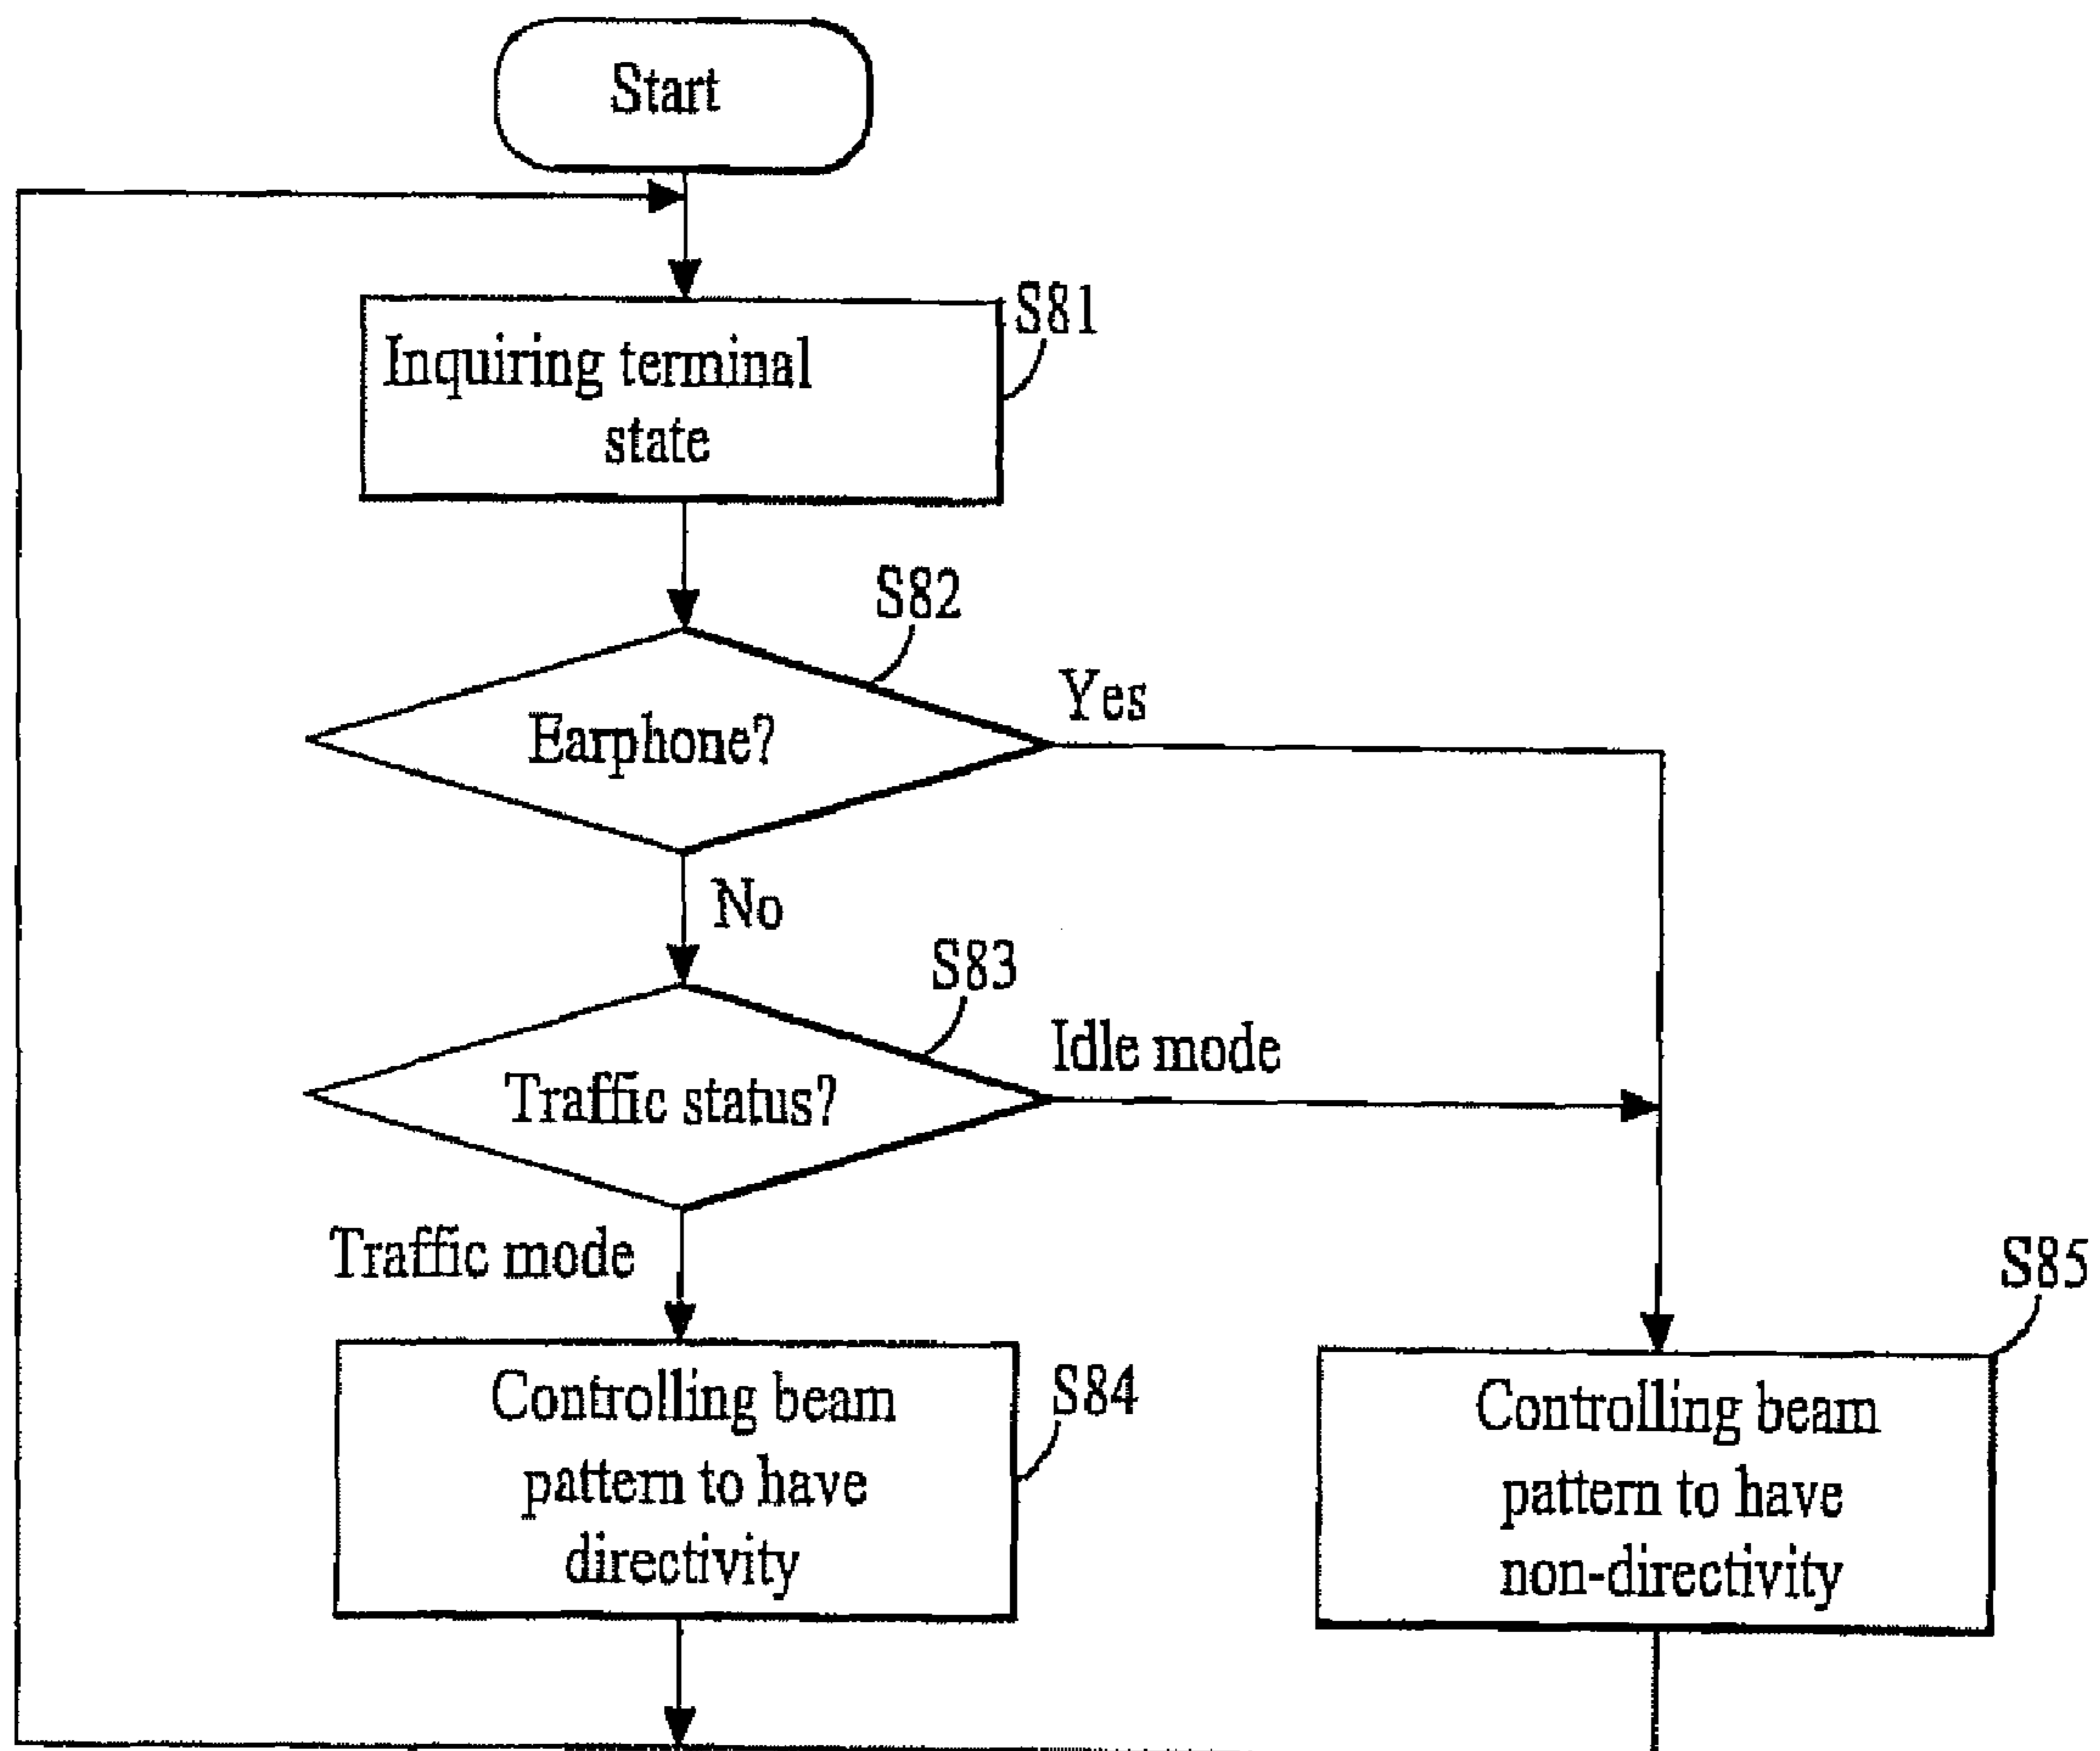 Start
S81
Inquiring terminal
state
S82
Earphone?
Yes
No
S83
Traffic status?
Idle mode
Traffic mode
S84
Controlling beam
pattern to have
directivity
S85
Controlling beam
pattern to have
non-directivity